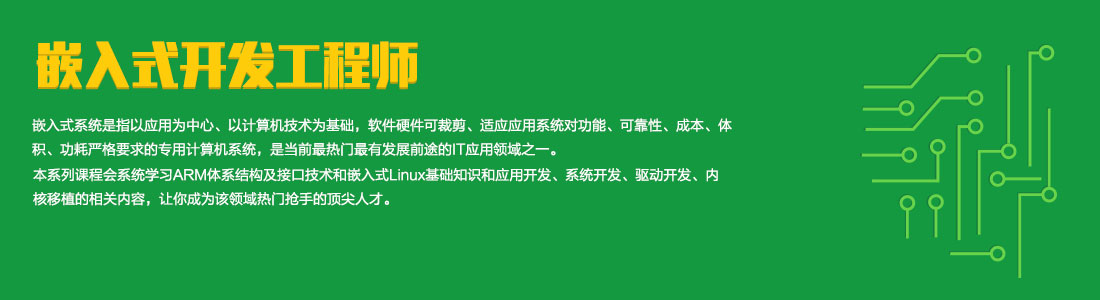 嵌入式开发工程师
嵌入式系统是指以应用为中心、以计算机技术为基础，软件硬件可裁剪、适应应用系统对功能、可靠性、成本、体
积、功耗严格要求的专用计算机系统，是当前最热门最有发展前途的IT应用领域之一。
本系列课程会系统学习ARM体系结构及接口技术和嵌入式Linux基础知识和应用开发、系统开发、驱动开发、内
核移植的相关内容，让你成为该领域热门抢手的顶尖人才。